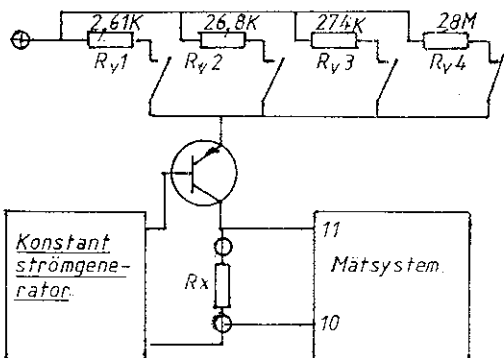 2,61K 26,8K 274K 28M
Rv1 Rv2 Rv3 Rv4
Konstant
strömgene-
rator
Rx
11
Mätsystem
10